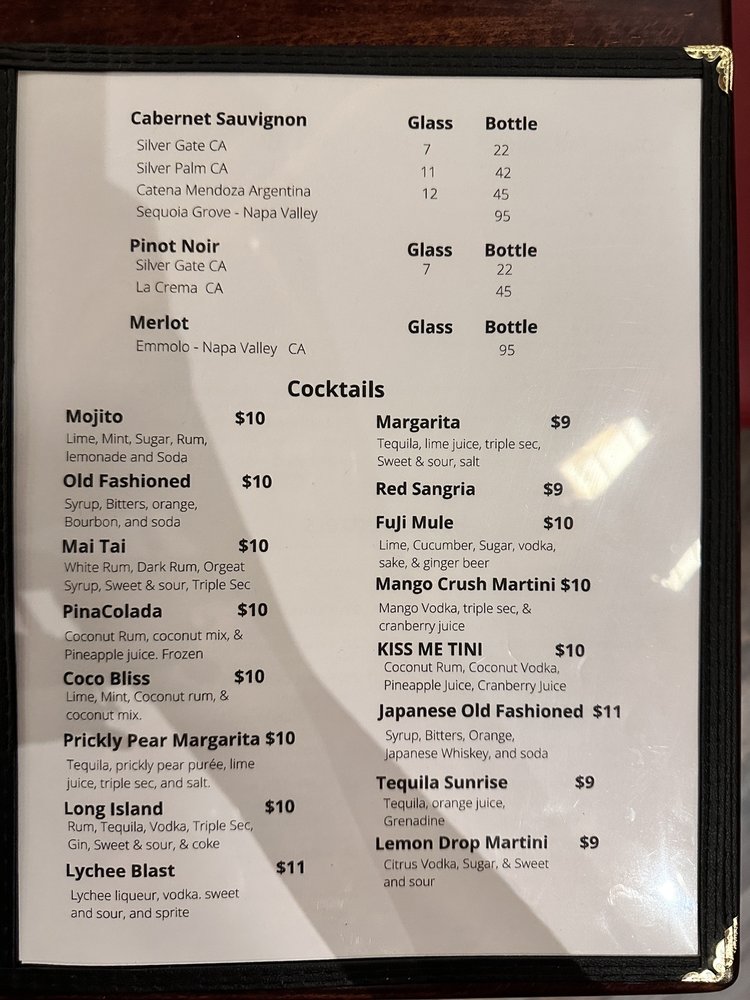 Cabernet Sauvignon Glass Bottle
Silver Gate CA 7 22
Silver Palm CA 11 42
Catena Mendoza Argentina 12 45
Sequoia Grove - Napa Valley 95
Pinot Noir Glass Bottle
Silver Gate CA 7 22
La Crema CA 45
Merlot Glass Bottle
Emmolo - Napa Valley CA 95
Cocktails
Mojito $10
Lime, Mint, Sugar, Rum,
lemonade and Soda
Old Fashioned $10
Syrup, Bitters, orange,
Bourbon, and soda
Mai Tai $10
White Rum, Dark Rum, Orgeat
Syrup, Sweet & sour, Triple Sec
PinaColada $10
Coconut Rum, coconut mix, &
Pineapple juice. Frozen
Coco Bliss $10
Lime, Mint, Coconut rum, &
coconut mix.
Prickly Pear Margarita $10
Tequila, prickly pear purée, lime
juice, triple sec, and salt.
Long Island $10
Rum, Tequila, Vodka, Triple Sec,
Gin, Sweet & sour, & coke
Lychee Blast $11
Lychee liqueur, vodka. sweet
and sour, and sprite
Margarita $9
Tequila, lime juice, triple sec,
Sweet & sour, salt
Red Sangria $9
FuJi Mule $10
Lime, Cucumber, Sugar, vodka,
sake, & ginger beer
Mango Crush Martini $10
Mango Vodka, triple sec, &
cranberry juice
KISS ME TINI $10
Coconut Rum, Coconut Vodka,
Pineapple Juice, Cranberry Juice
Japanese Old Fashioned $11
Syrup, Bitters, Orange,
Japanese Whiskey, and soda
Tequila Sunrise $9
Tequila, orange juice,
Grenadine
Lemon Drop Martini $9
Citrus Vodka, Sugar, & Sweet
and sour